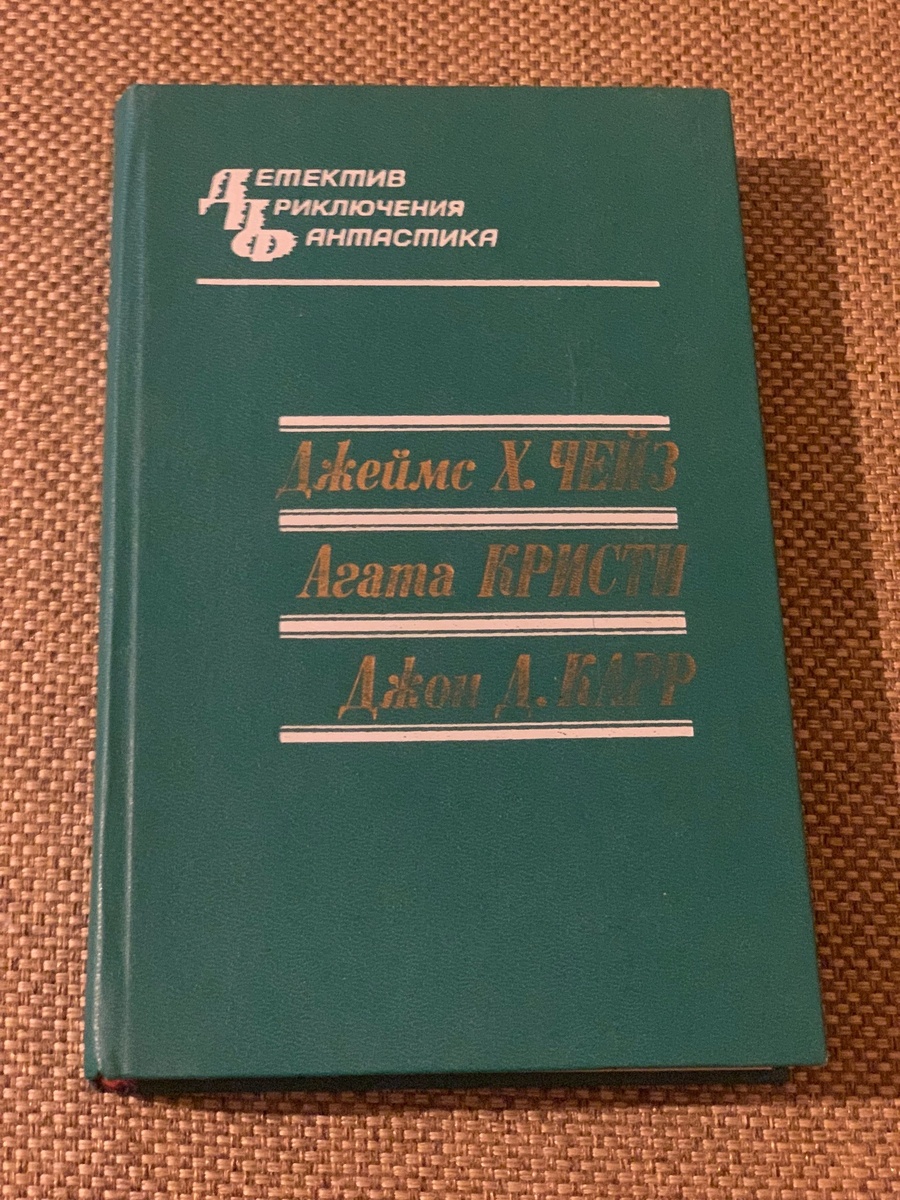 Детектив
Приключения
Фантастика
Джеймс Х. ЧЕЙЗ
Агата КРИСТИ
Джон Д. КАРР